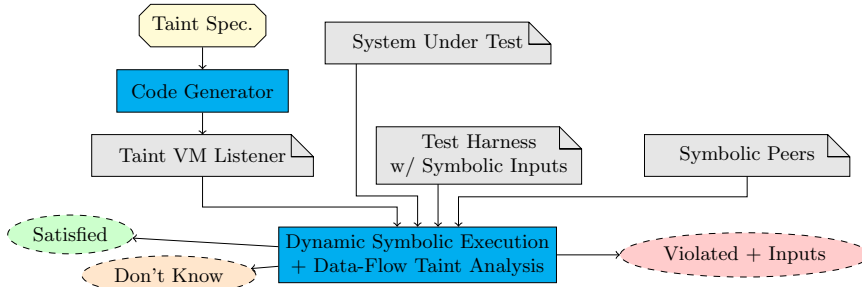 Taint Spec.
System Under Test
Code Generator
Test Harness
w/ Symbolic Inputs
Taint VM Listener
Symbolic Peers
Satisfied
Dynamic Symbolic Execution
+ Data-Flow Taint Analysis
Violated + Inputs
Don't Know